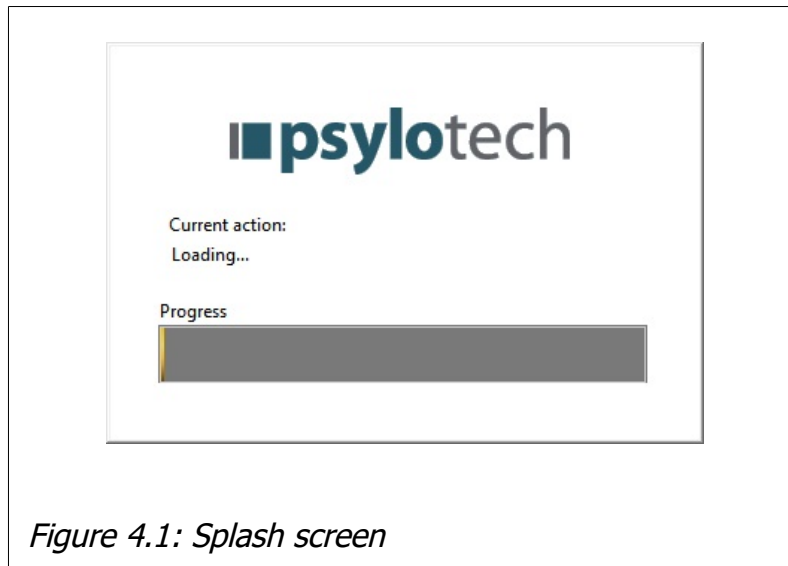 psylotech
Current action:
Loading...
Progress
Figure 4.1: Splash screen